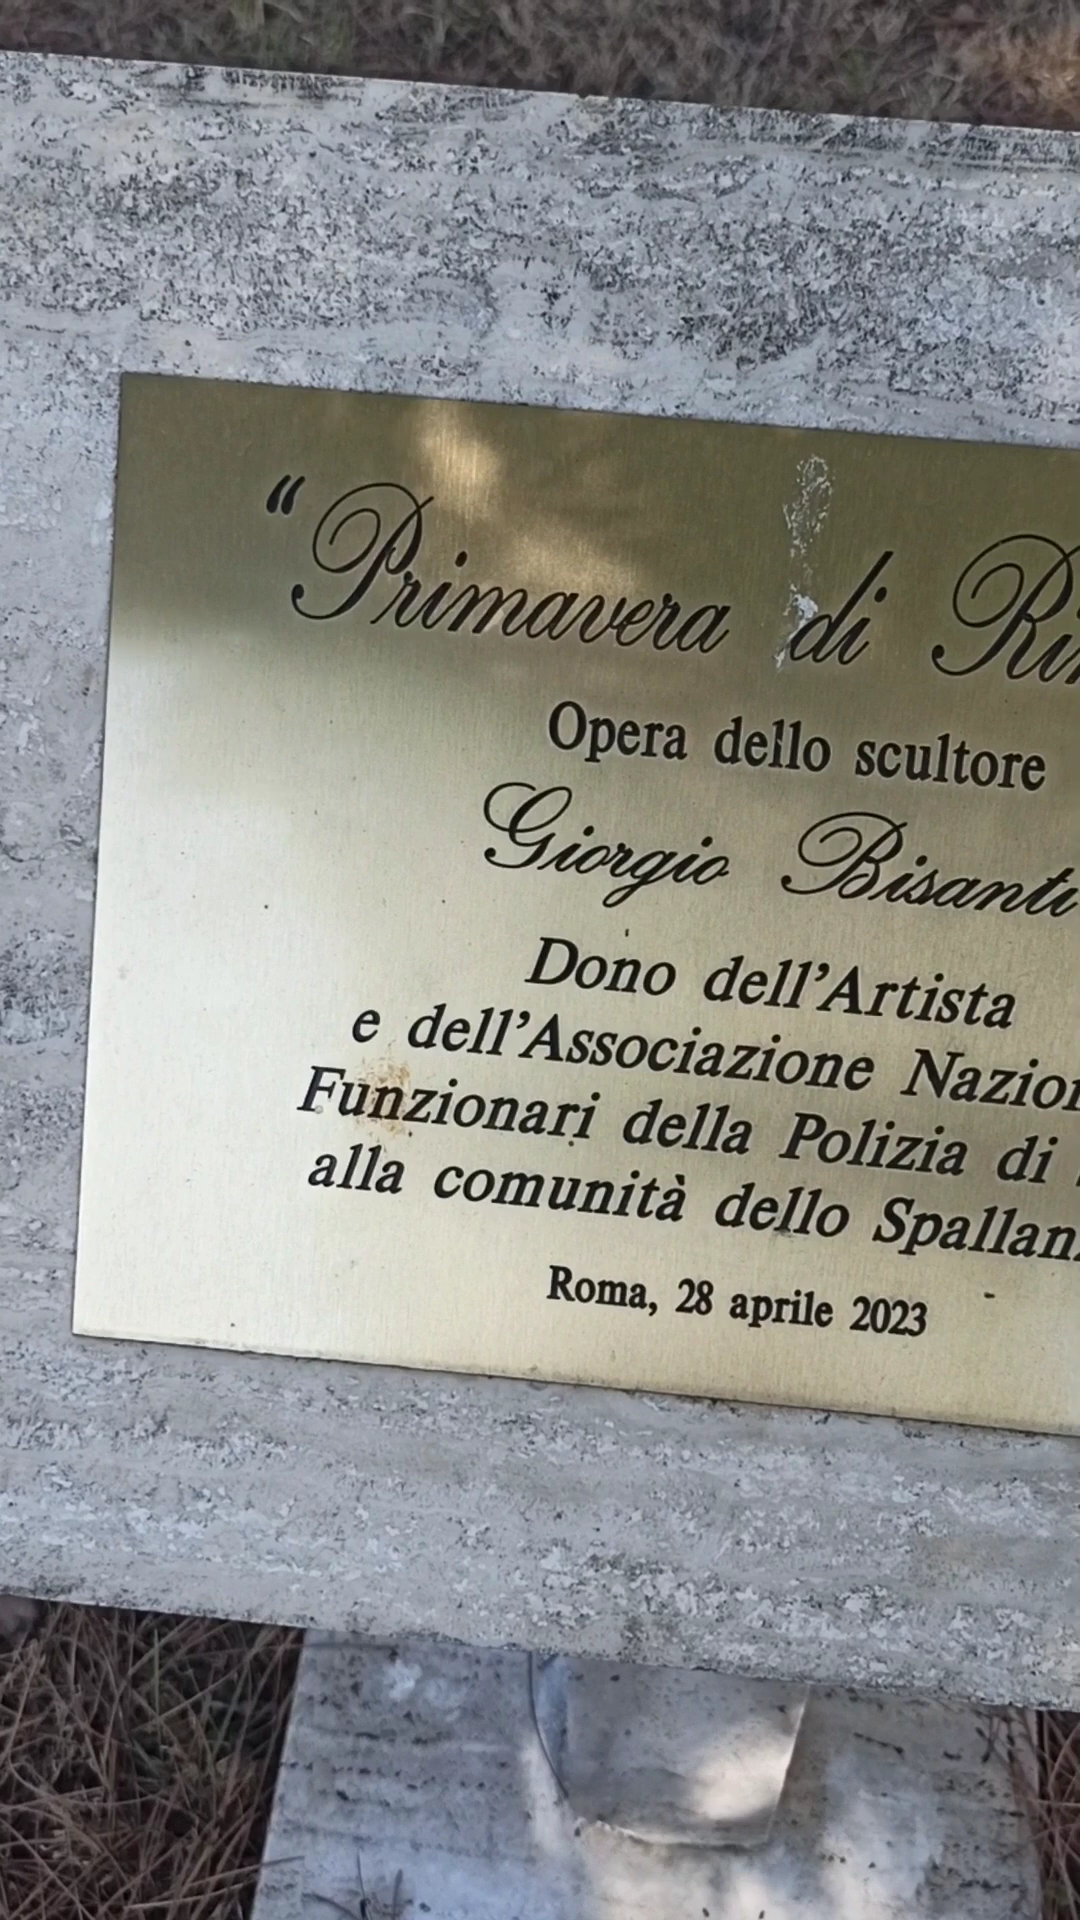 “Primavera di
Opera dello scultore
Giorgio Bisanti
Dono dell’Artista
e dell’Associazione
Funzionari della Polizia di
alla comunità dello
Roma, 28 aprile 2023